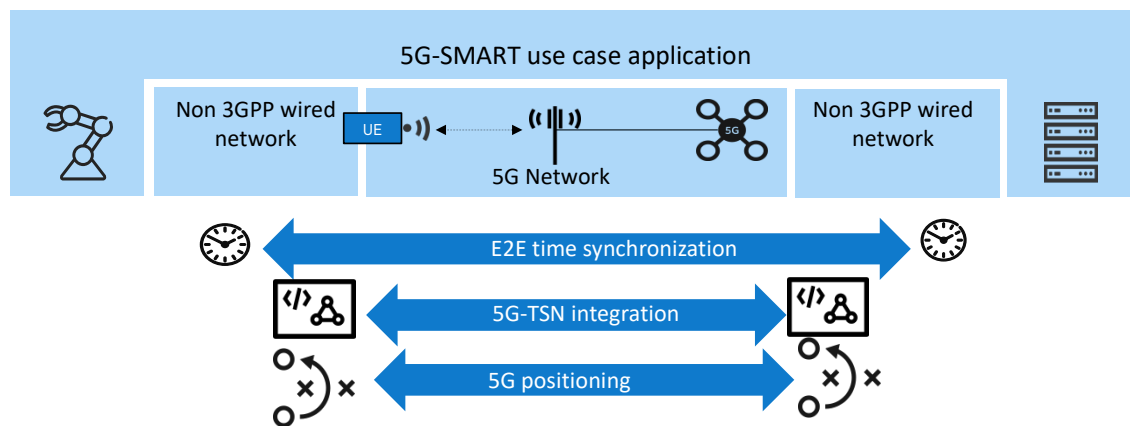 5G-SMART use case application
Non 3GPP wired
network
UE
5G
5G Network
Non 3GPP wired
network
E2E time synchronization
</>
5G-TSN integration
</>
5G positioning